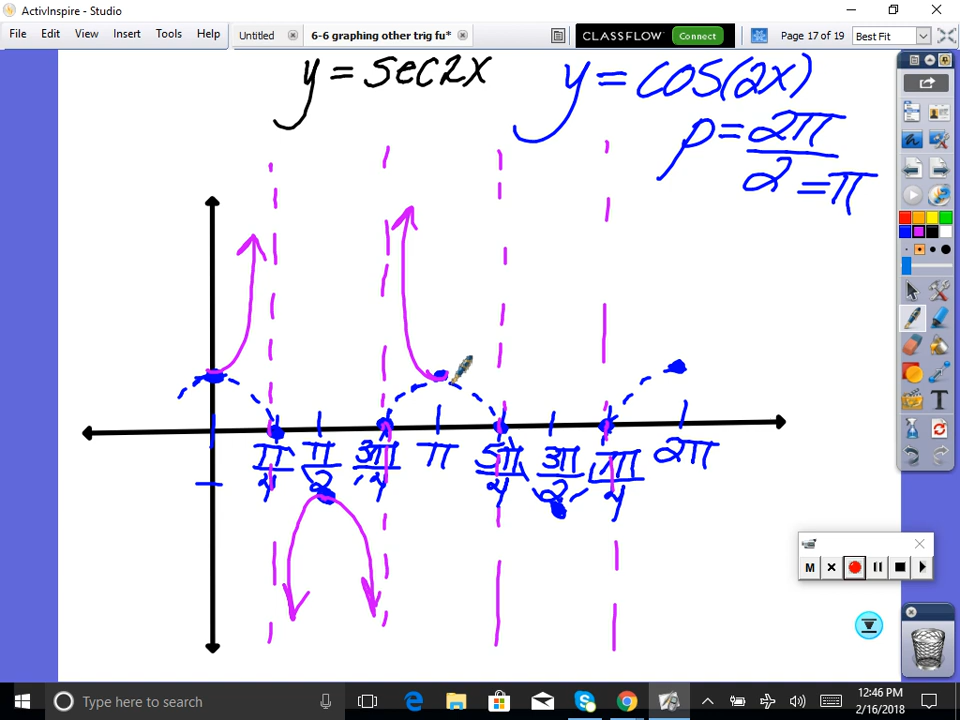 ActivInspire - Studio
File Edit View Insert Tools Help Untitled 6-6 graphing other trig fu* CLASSFLOW Connect Page 17 of 19 Best Fit
y = sec2x
y = cos(2x)
p = 2π/2 = π
π/4 π/2 3π/4 π 5π/4 3π/2 7π/4 2π
M
Type here to search
12:46 PM
2/16/2018